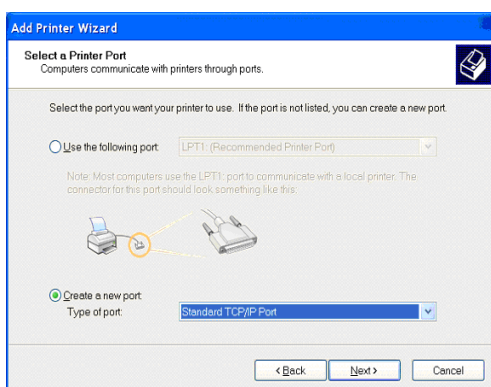 Add Printer Wizard
Select a Printer Port
Computers communicate with printers through ports.
Select the port you want your printer to use. If the port is not listed, you can create a new port.
Use the following port: LPT1: (Recommended Printer Port)
Note: Most computers use the LPT1: port to communicate with a local printer. The
connector for this port should look something like this:
Create a new port:
Type of port: Standard TCP/IP Port
< Back Next > Cancel